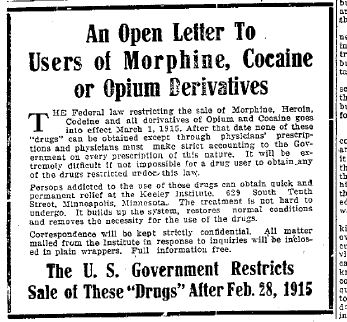 An Open Letter To
Users of Morphine, Cocaine
or Opium Derivatives
THE Federal law restricting the sale of Morphine, Heroin,
Codeine and all derivatives of Opium and Cocaine goes
into effect March 1, 1915. After that date none of these
"drugs" can be obtained except through physicians' prescrip-
tions and physicians must make strict accounting to the Gov-
ernment on every prescription of this nature. It will be ex-
tremely difficult if not impossible for a drug user to obtain any
of the drugs restricted under this law.
Persons addicted to the use of these drugs can obtain quick and
permanent relief at the Keeley Institute, 629 South Tenth
Street, Minneapolis, Minnesota. The treatment is not hard to
undergo. It builds up the system, restores normal conditions
and removes the necessity for the use of the drugs.
Correspondence will be kept strictly confidential. All matter
mailed from the Institute in response to inquiries will be inclos-
ed in plain wrappers. Full information free.
The U. S. Government Restricts
Sale of These "Drugs" After Feb. 28, 1915